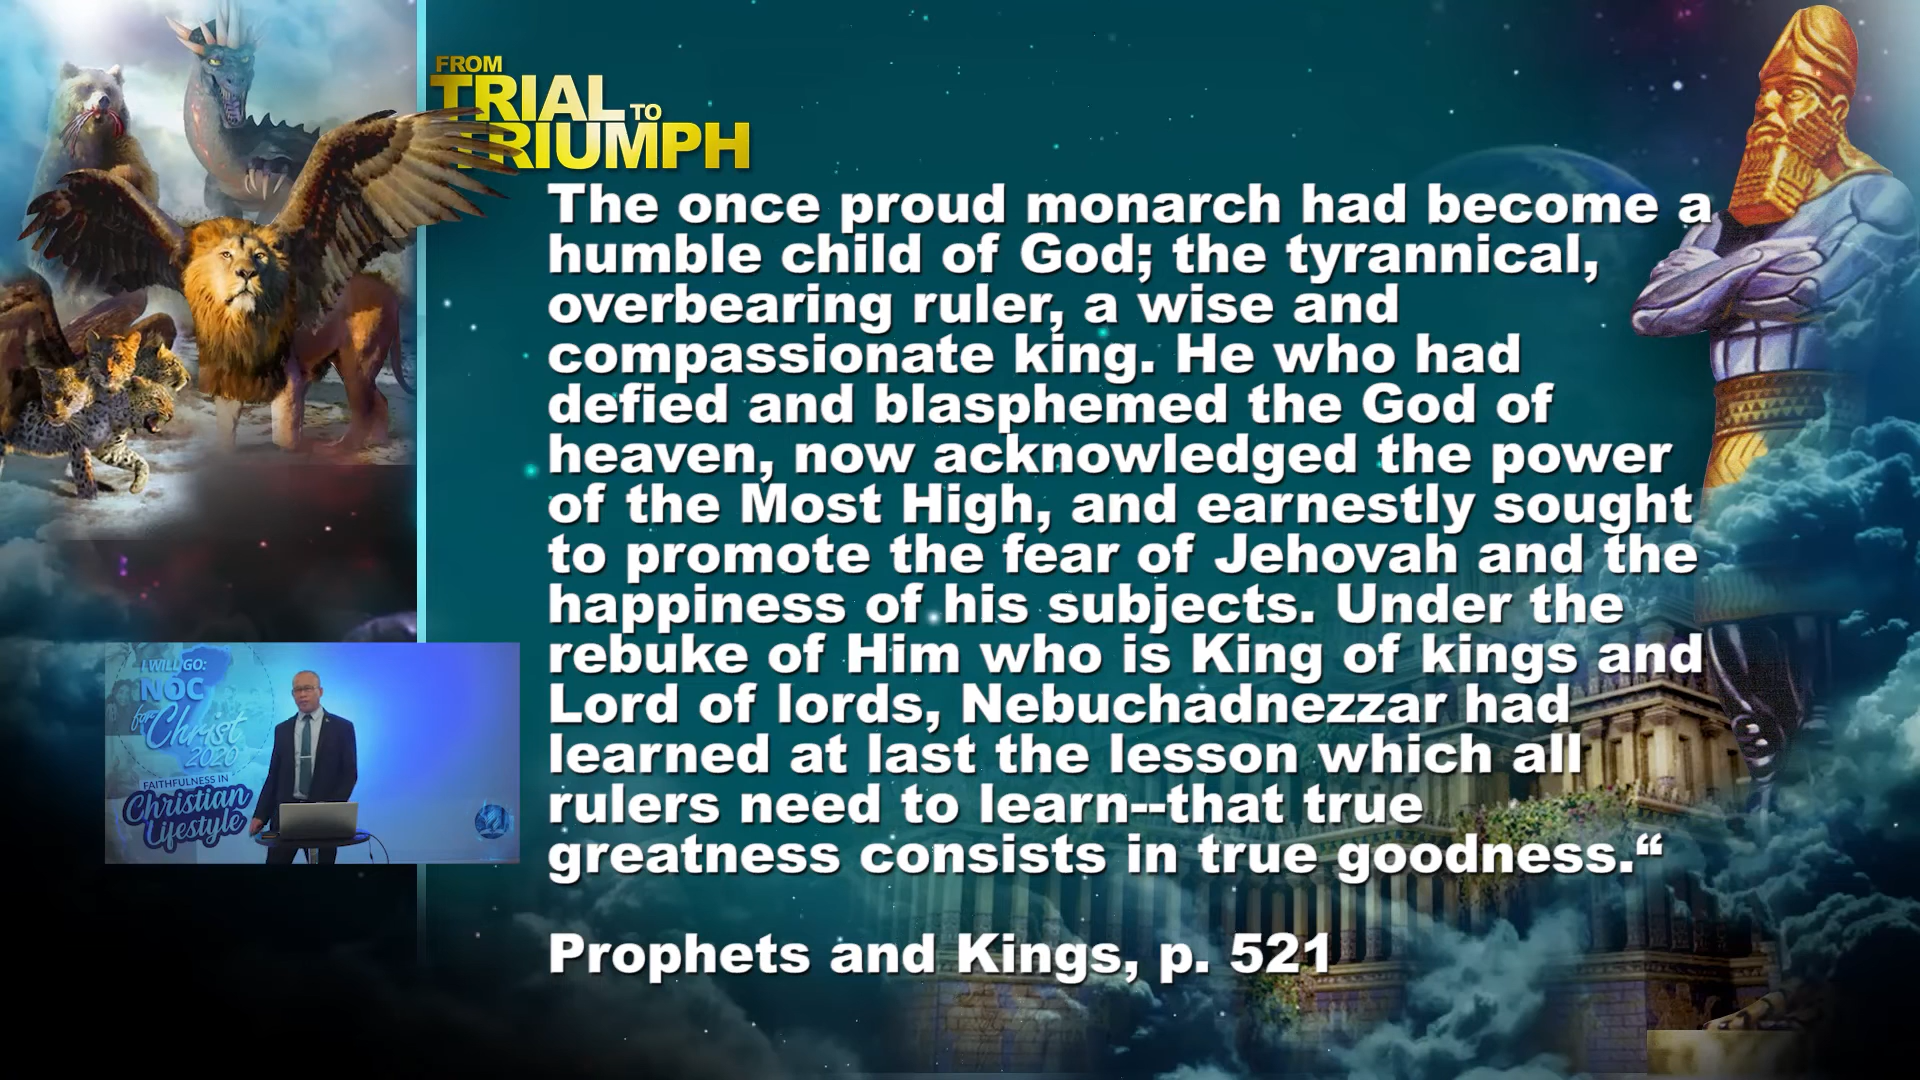 FROM
TRIAL TO
TRIUMPH
The once proud monarch had become a
humble child of God; the tyrannical,
overbearing ruler, a wise and
compassionate king. He who had
defied and blasphemed the God of
heaven, now acknowledged the power
of the Most High, and earnestly sought
to promote the fear of Jehovah and the
happiness of his subjects. Under the
rebuke of Him who is King of kings and
Lord of lords, Nebuchadnezzar had
learned at last the lesson which all
rulers need to learn--that true
greatness consists in true goodness.“
Prophets and Kings, p. 521
I WILL GO:
NOC
for Christ
2020
FAITHFULNESS IN
Christian
Lifestyle